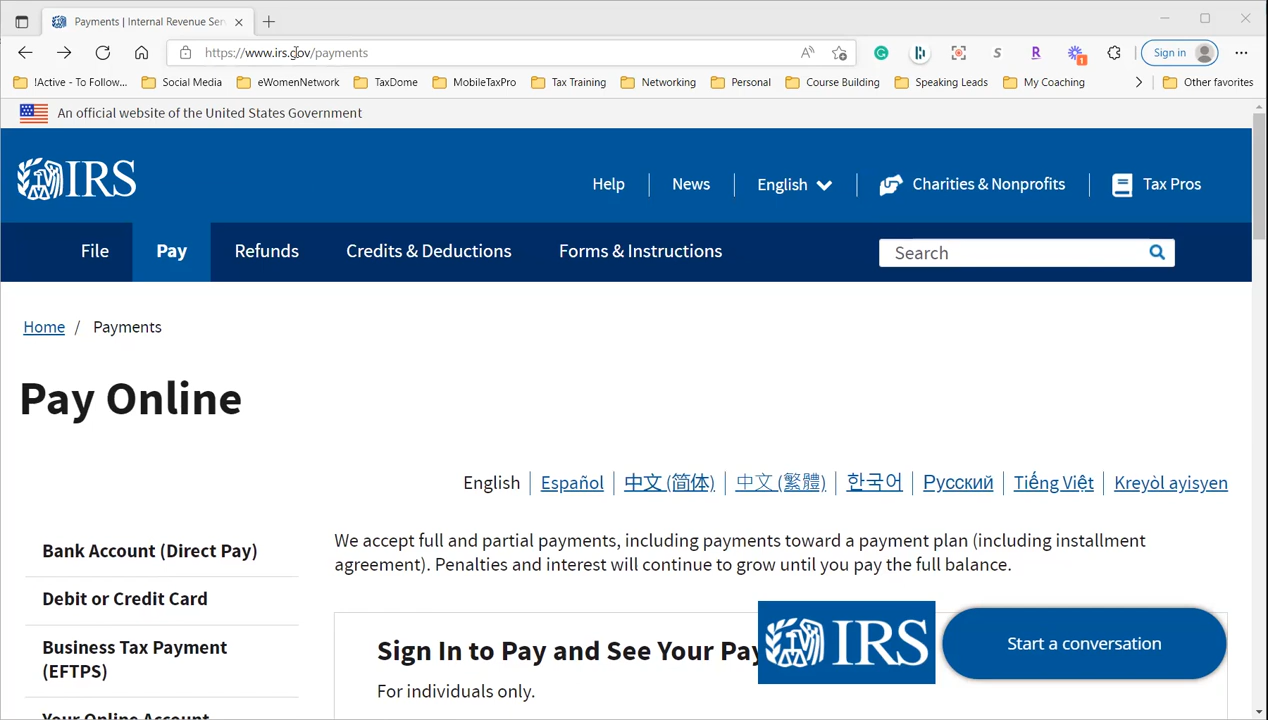 Payments | Internal Revenue Ser
https://www.irs.gov/payments
Sign in
1
!Active - To Follow...
Social Media
eWomenNetwork
TaxDome
MobileTaxPro
Tax Training
Networking
Personal
Course Building
Speaking Leads
My Coaching
Other favorites
An official website of the United States Government
IRS
Help
News
English
Charities & Nonprofits
Tax Pros
File
Pay
Refunds
Credits & Deductions
Forms & Instructions
Search
Home / Payments
Pay Online
English
Español
中文 (简体)
中文 (繁體)
한국어
Русский
Tiếng Việt
Kreyòl ayisyen
Bank Account (Direct Pay)
Debit or Credit Card
Business Tax Payment
(EFTPS)
Your Online Account
We accept full and partial payments, including payments toward a payment plan (including installment
agreement). Penalties and interest will continue to grow until you pay the full balance.
Sign In to Pay and See Your Pay
For individuals only.
IRS
Start a conversation